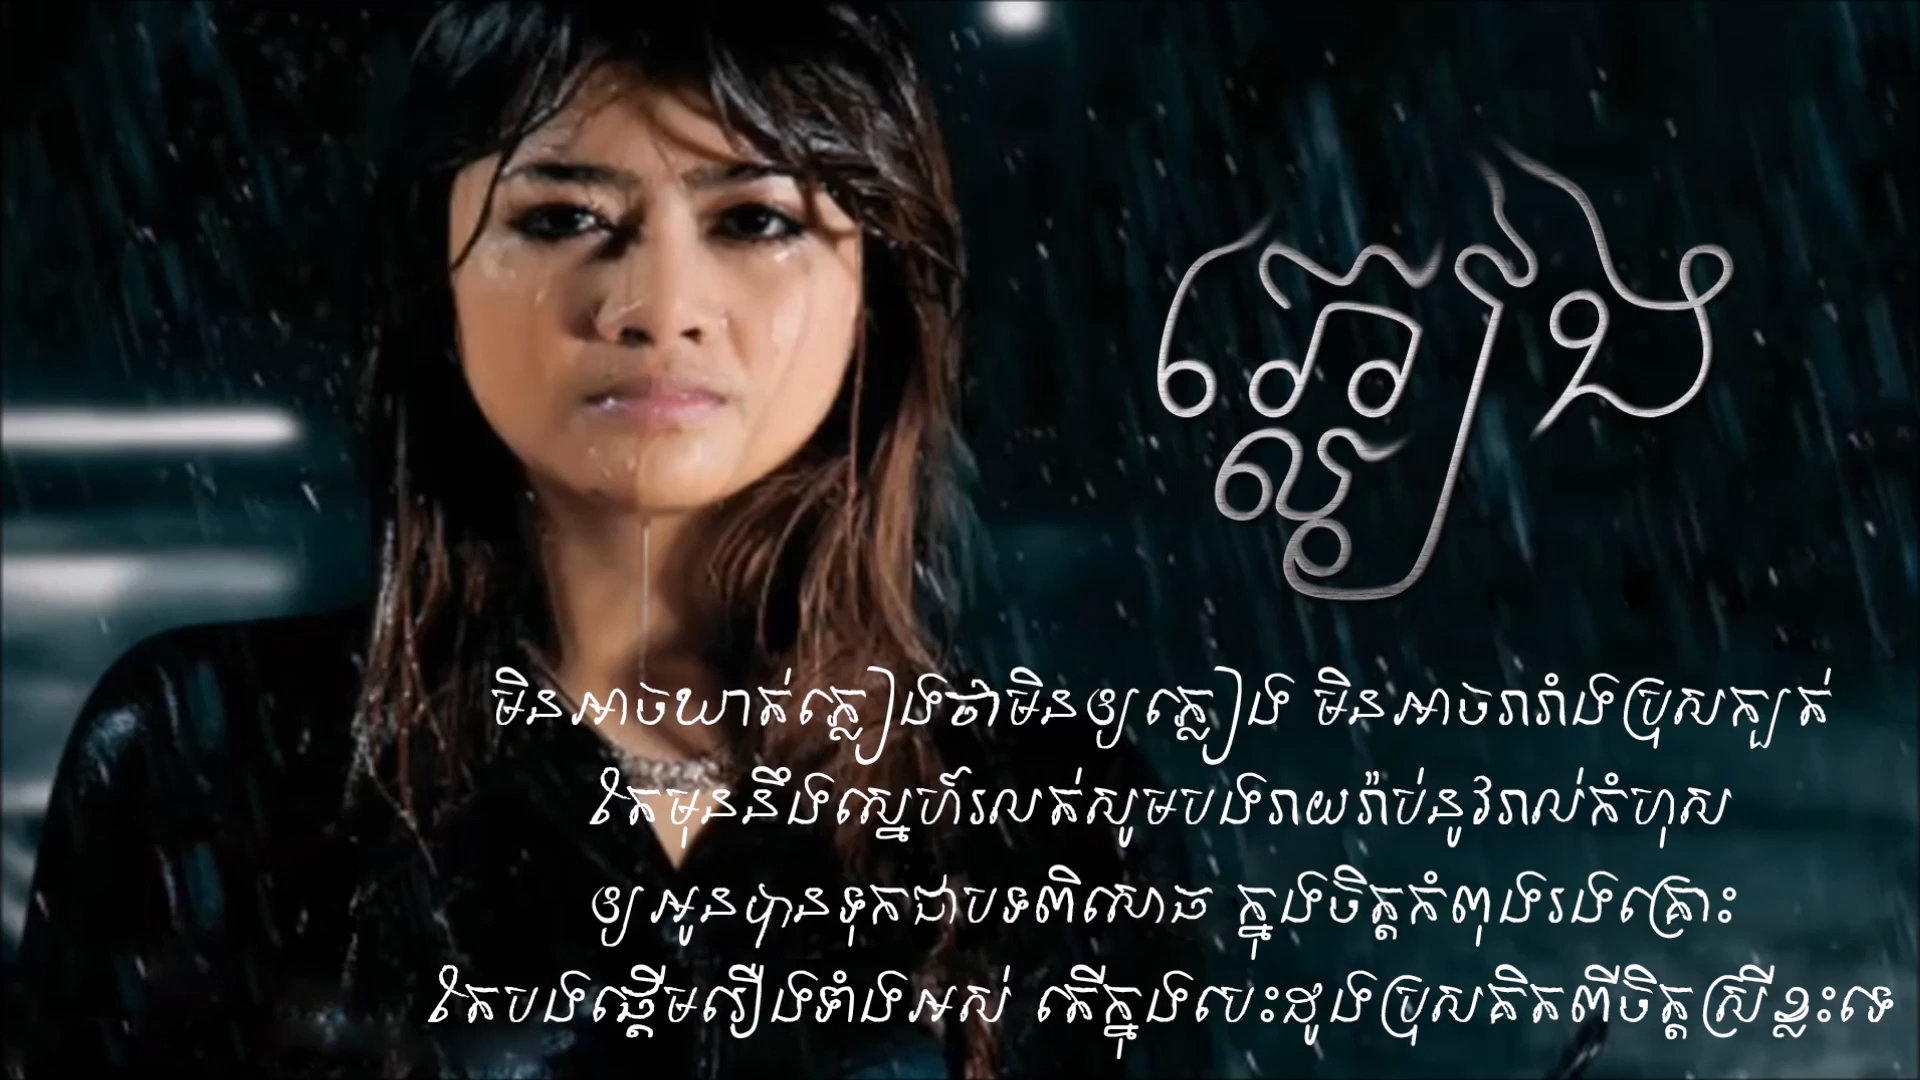 ភ្លៀង
មិនអាចឃាត់ភ្លៀងថាមិនឲ្យភ្លៀង មិនអាចរារាំងប្រុសក្បត់
តែមុននឹងស្នេហ៍រលត់សូមបងរាយរ៉ាប់នូវរាល់កំហុស
ឲ្យអូនបានទុកជាបទពិសោធ ក្នុងចិត្តកំពុងរងគ្រោះ
តែបងផ្ដើមរឿងទាំងអស់ តើក្នុងបេះដូងប្រុសគិតពីចិត្តស្រីខ្លះទេ